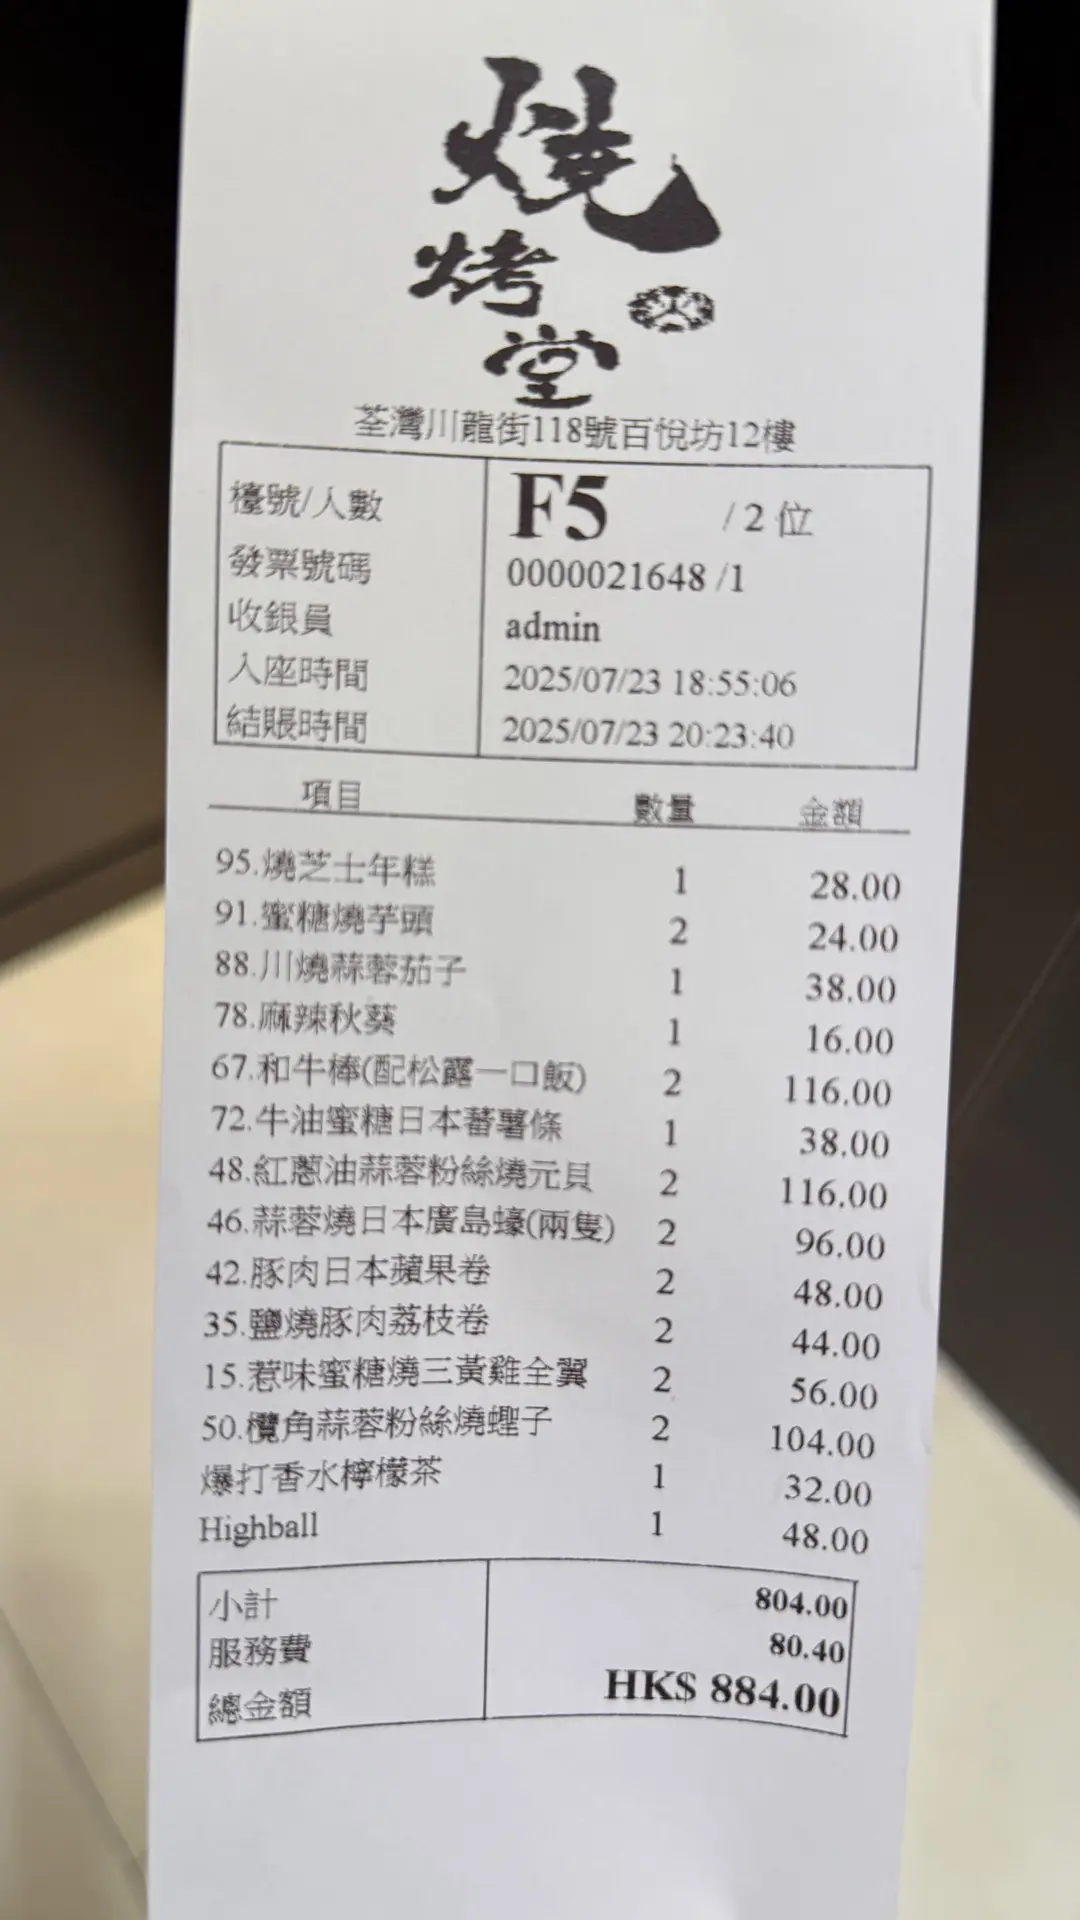 燒
烤
堂
荃灣川龍街118號百悅坊12樓
檯號/人數 F5 / 2 位
發票號碼 0000021648 /1
收銀員 admin
入座時間 2025/07/23 18:55:06
結賬時間 2025/07/23 20:23:40
項目 數量 金額
95.燒芝士年糕 1 28.00
91.蜜糖燒芋頭 2 24.00
88.川燒蒜蓉茄子 1 38.00
78.麻辣秋葵 1 16.00
67.和牛棒(配松露一口飯) 2 116.00
72.牛油蜜糖日本蕃薯條 1 38.00
48.紅蔥油蒜蓉粉絲燒元貝 2 116.00
46.蒜蓉燒日本廣島蠔(兩隻) 2 96.00
42.豚肉日本蘋果卷 2 48.00
35.鹽燒豚肉荔枝卷 2 44.00
15.惹味蜜糖燒三黃雞全翼 2 56.00
50.欖角蒜蓉粉絲燒蟶子 2 104.00
爆打香水檸檬茶 1 32.00
Highball 1 48.00
小計 804.00
服務費 80.40
總金額 HK$ 884.00